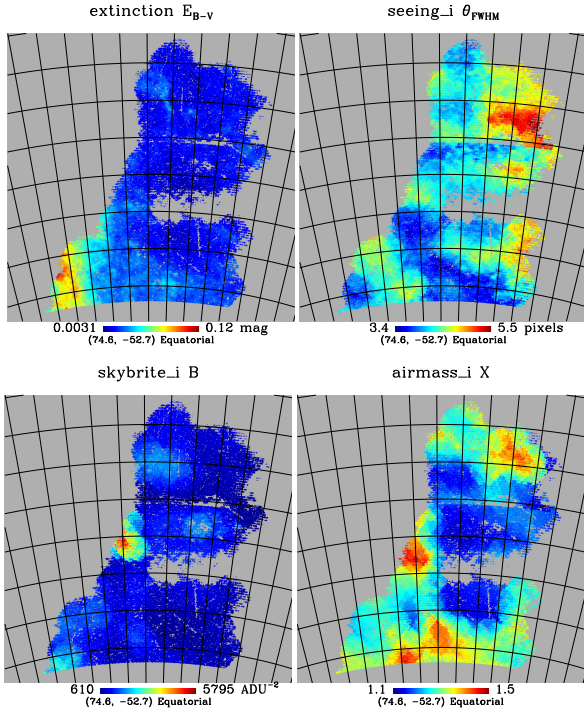 extinction E_B-V
seeing_i θ_FWHM
0.0031 0.12 mag
(74.6, -52.7) Equatorial
3.4 5.5 pixels
(74.6, -52.7) Equatorial
skybrite_i B
airmass_i X
610 5795 ADU⁻²
(74.6, -52.7) Equatorial
1.1 1.5
(74.6, -52.7) Equatorial